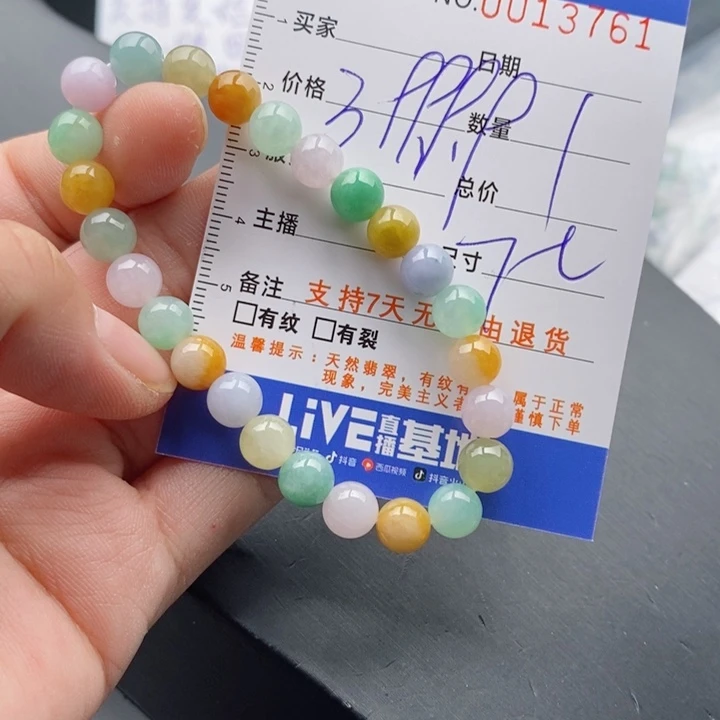 NO.0013761
买家
日期
价格
数量
总价
主播
尺寸
备注 支持7天无 由退货
□有纹 □有裂
温馨提示：天然翡翠，有纹 属于正常
现象，完美主义者 谨慎下单
LiVE直播基地
抖音 西瓜视频 抖音火